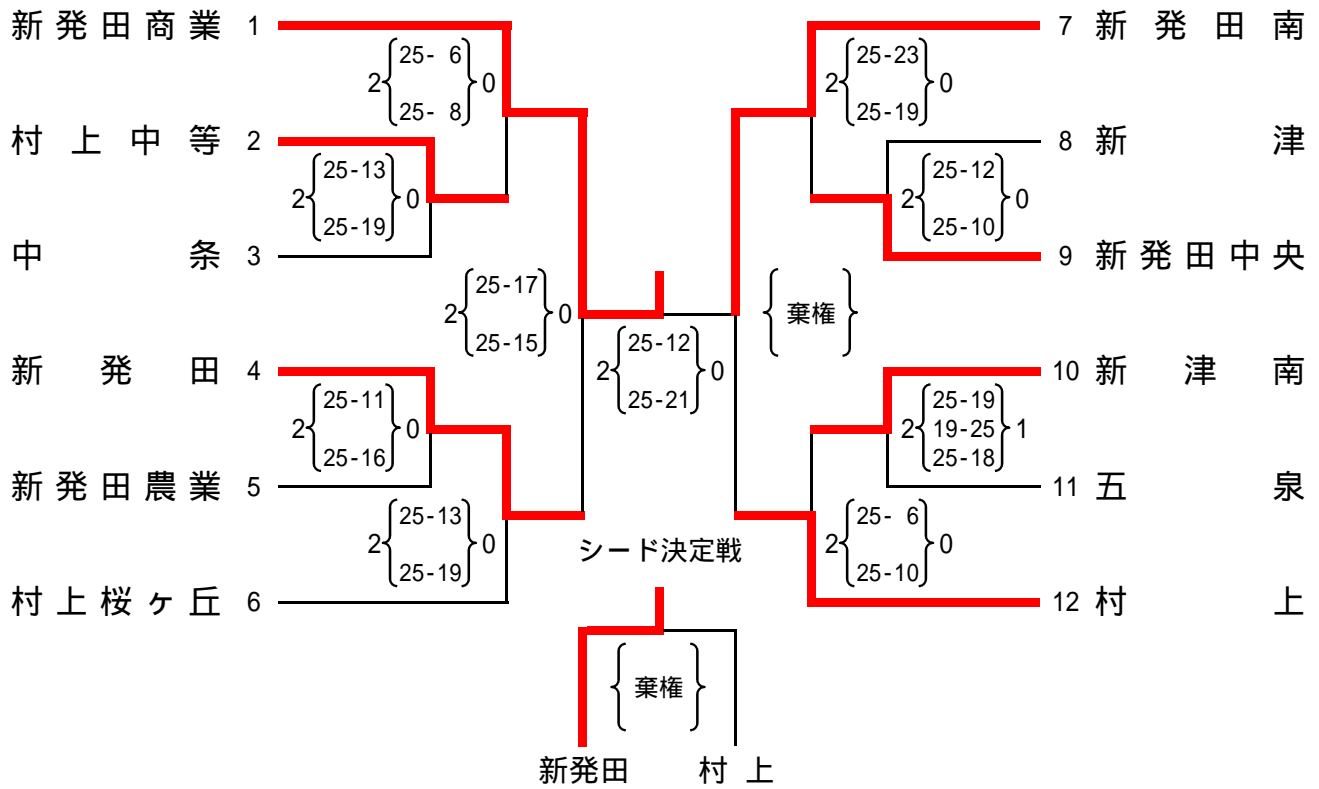 新発田商業 1
2 25- 6 0
25- 8
村上中等 2
2 25-13 0
25-19
中条 3
2 25-17 0
25-15
新発田 4
2 25-11 0
25-16
新発田農業 5
2 25-13 0
25-19
村上桜ヶ丘 6
7 新発田南
2 25-23 0
25-19
8 新津
2 25-12 0
25-10
9 新発田中央
棄権
2 25-12 0
25-21
10 新津南
25-19
2 19-25 1
25-18
11 五泉
2 25- 6 0
25-10
12 村上
シード決定戦
棄権
新発田 村上